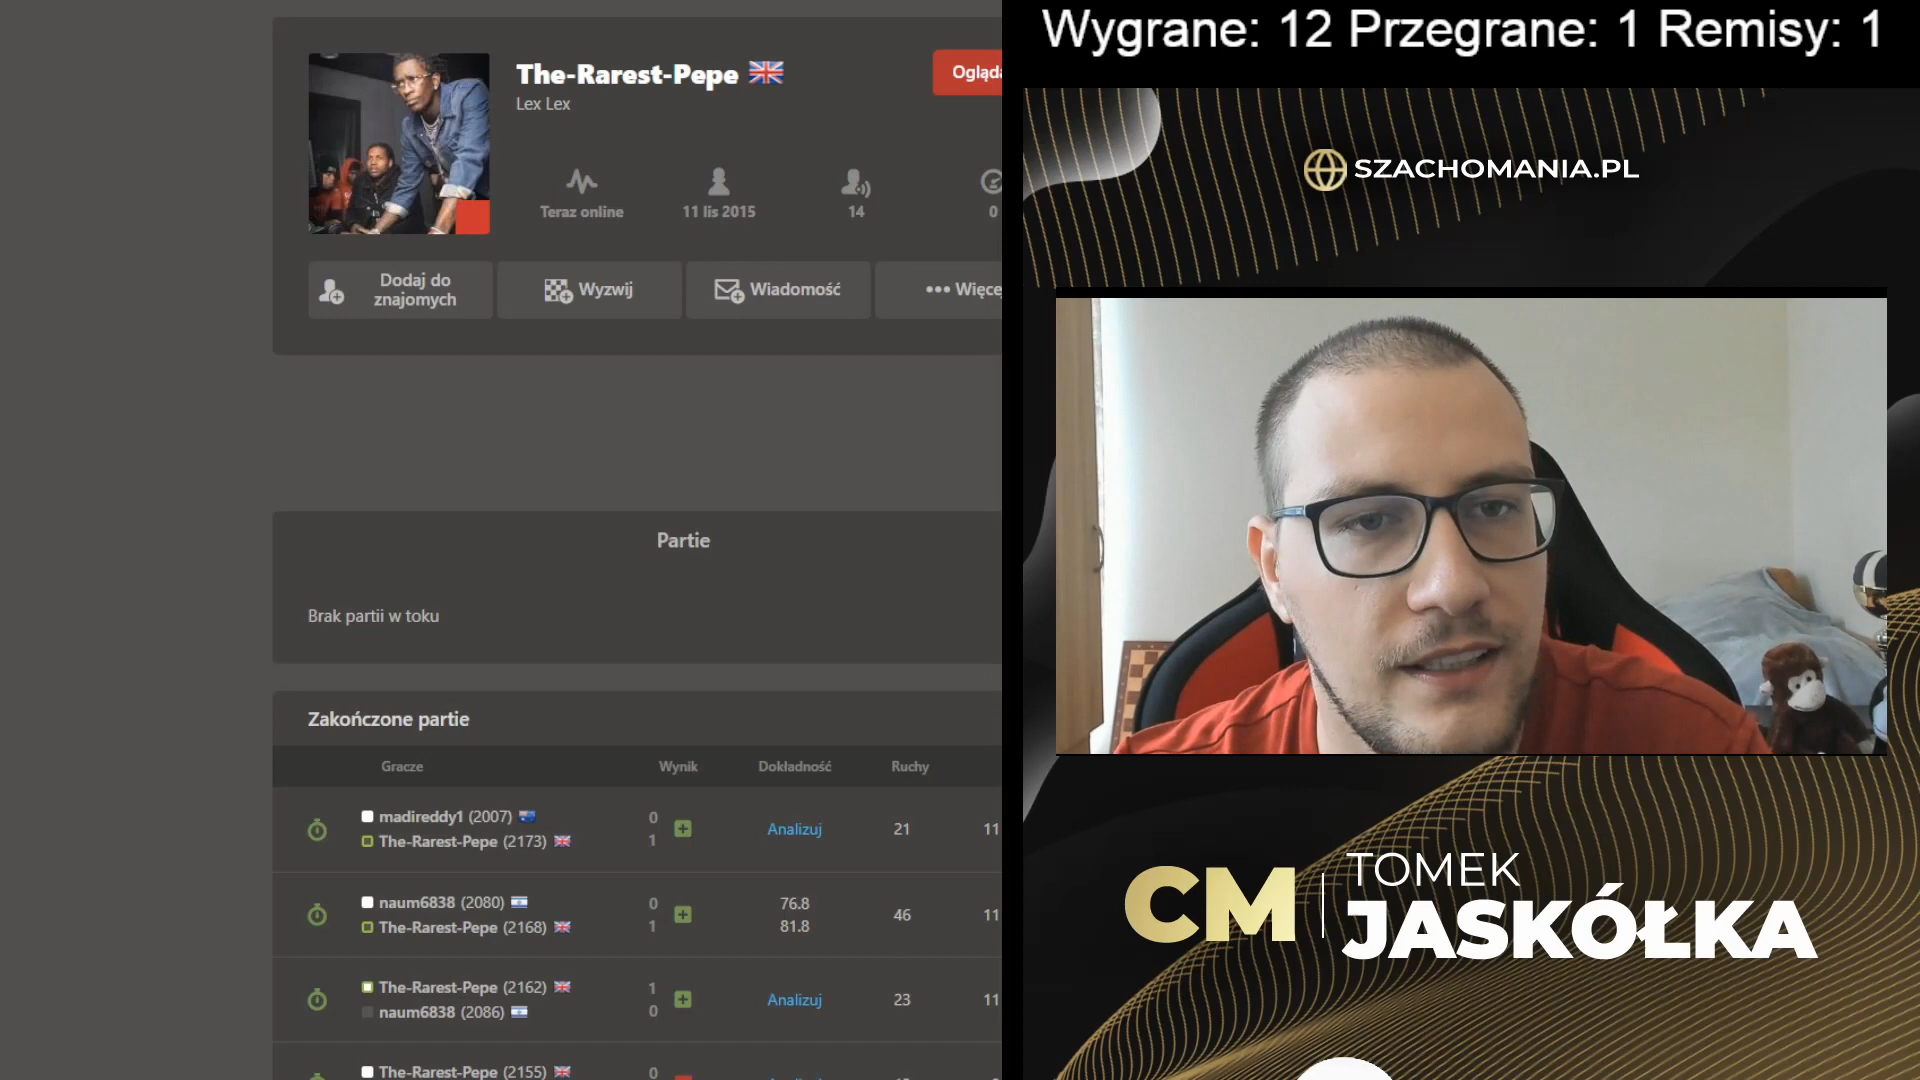 The-Rarest-Pepe
Lex Lex
Teraz online
11 lis 2015
14
0
Dodaj do znajomych
Wyzwij
Wiadomość
Partie
Brak partii w toku
Zakończone partie
Gracze Wynik Dokładność Ruchy
madireddy1 (2007) 0
The-Rarest-Pepe (2173) 1
Analizuj 21 11
naum6838 (2080) 0 76.8
The-Rarest-Pepe (2168) 1 81.8
46 11
The-Rarest-Pepe (2162) 1
naum6838 (2086) 0
Analizuj 23 11
The-Rarest-Pepe (2155) 0
Wygrane: 12 Przegrane: 1 Remisy: 1
SZACHOMANIA.PL
CM TOMEK
JASKÓŁKA